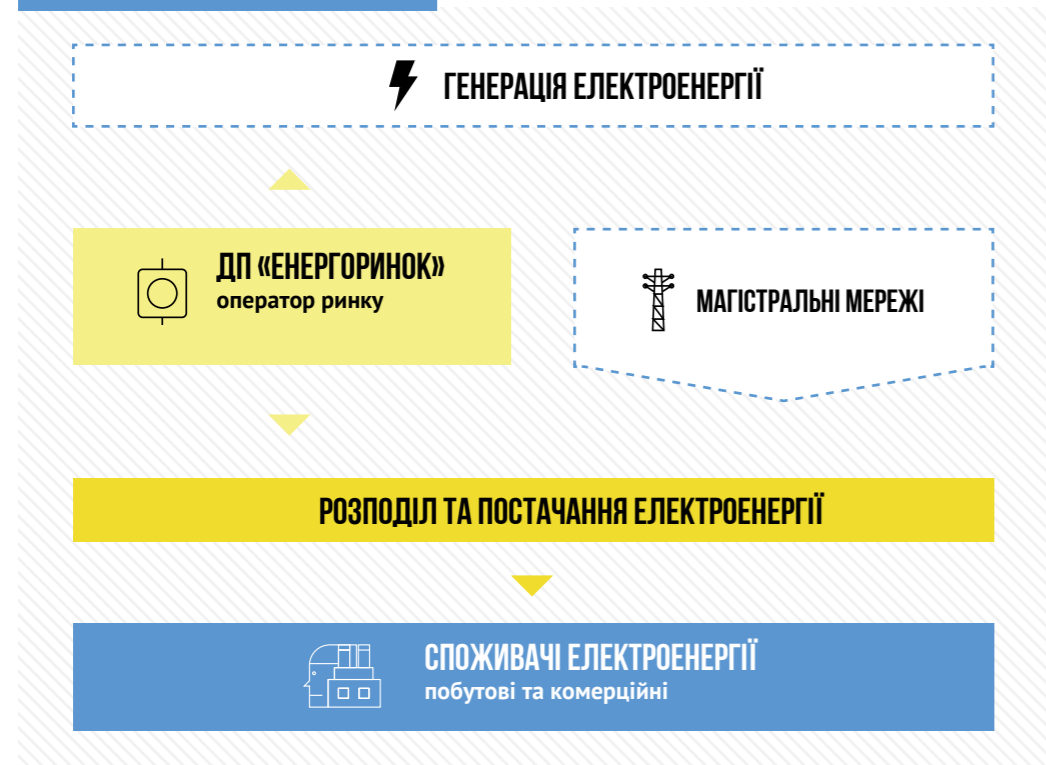 ГЕНЕРАЦІЯ ЕЛЕКТРОЕНЕРГІЇ
ДП «ЕНЕРГОРИНОК»
оператор ринку
МАГІСТРАЛЬНІ МЕРЕЖІ
РОЗПОДІЛ ТА ПОСТАЧАННЯ ЕЛЕКТРОЕНЕРГІЇ
СПОЖИВАЧІ ЕЛЕКТРОЕНЕРГІЇ
побутові та комерційні